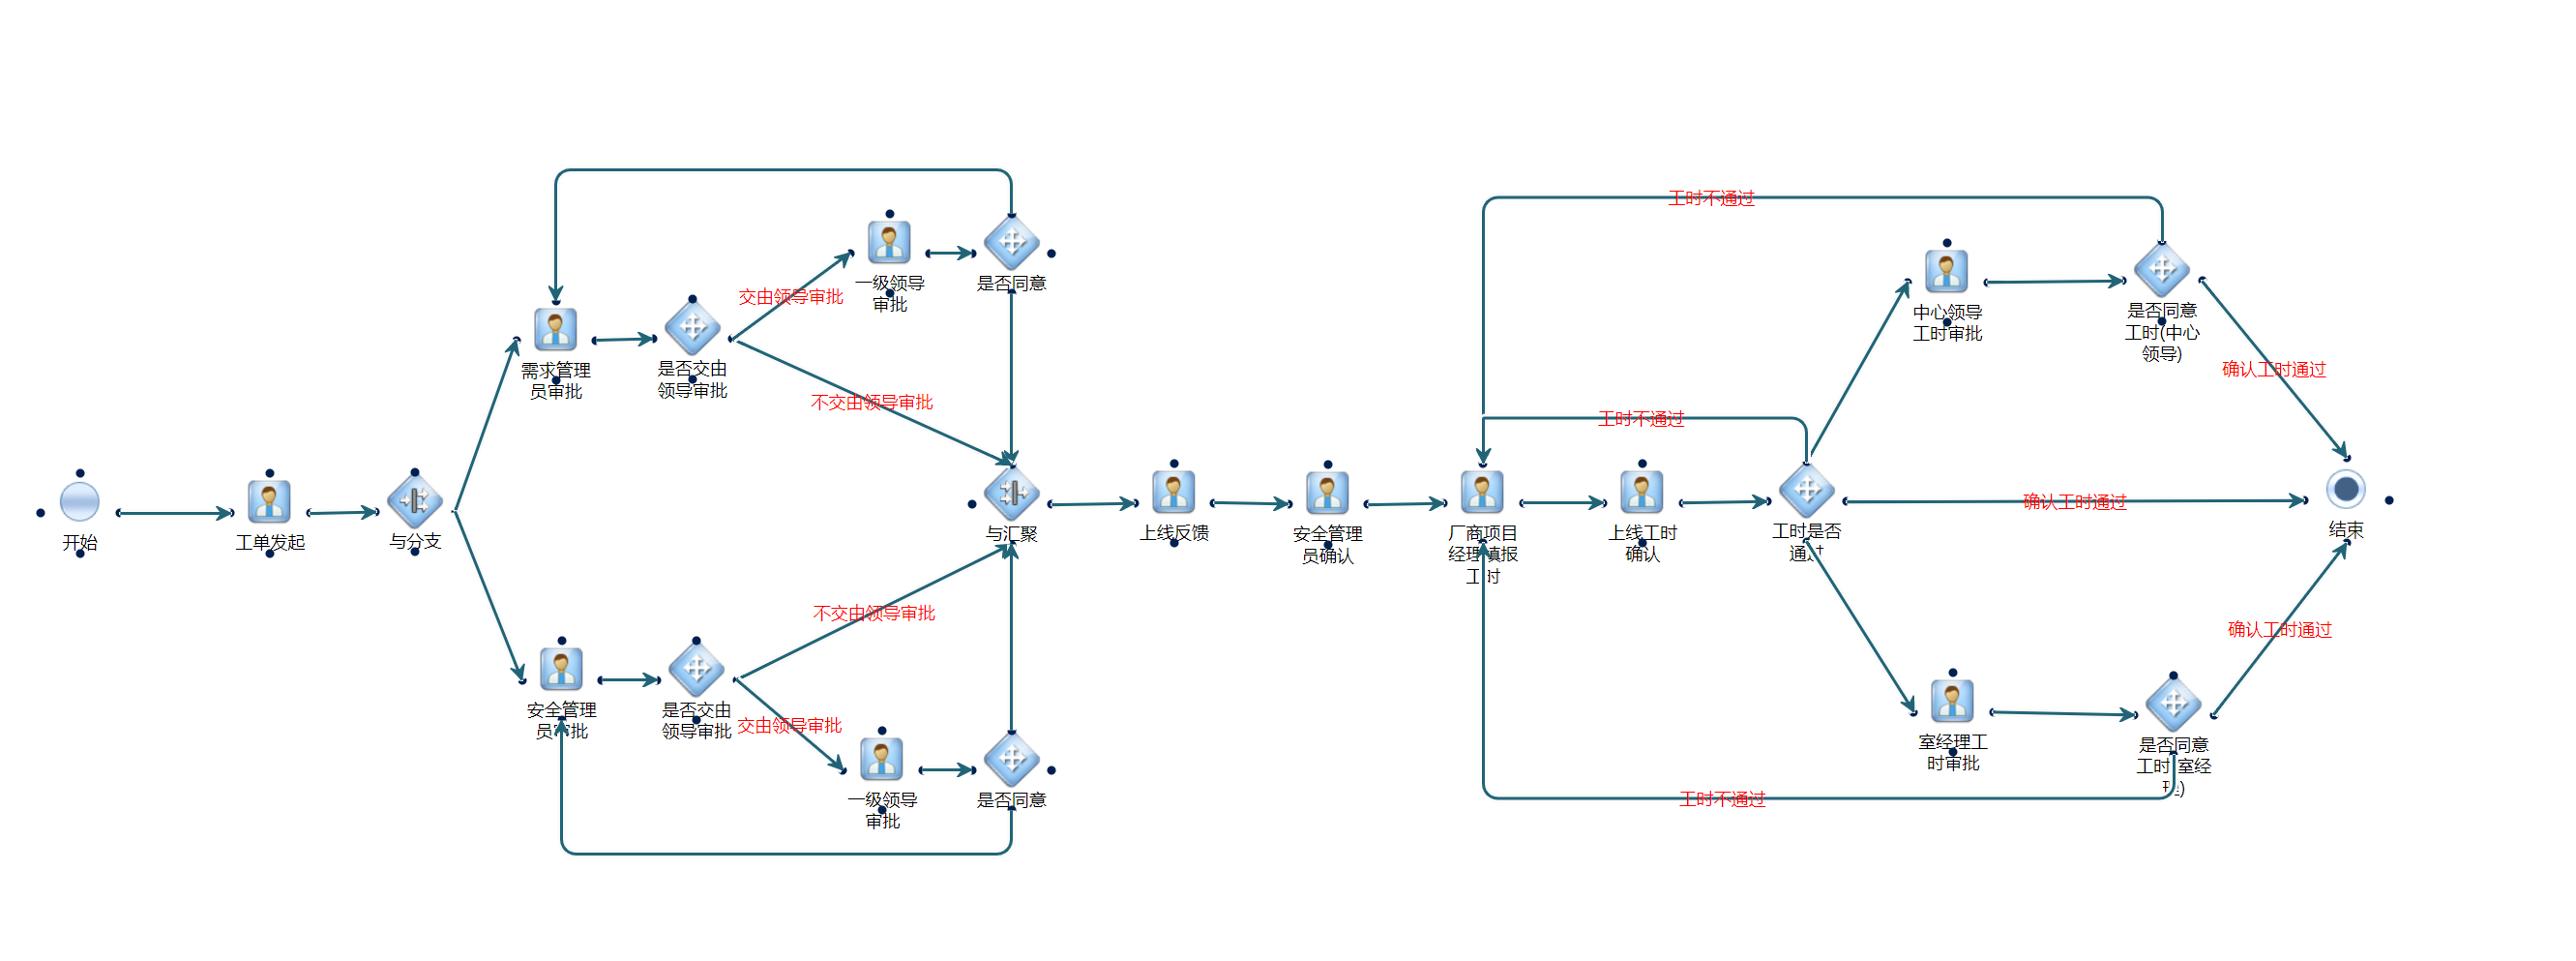 开始
工单发起
与分支
需求管理
员审批
是否交由
领导审批
交由领导审批
不交由领导审批
一级领导
审批
是否同意
安全管理
员审批
是否交由
领导审批
不交由领导审批
交由领导审批
一级领导
审批
是否同意
与汇聚
上线反馈
安全管理
员确认
厂商项目
经理填报
工时
上线工时
确认
工时是否
通过
工时不通过
工时不通过
中心领导
工时审批
是否同意
工时(中心
领导)
确认工时通过
确认工时通过
结束
室经理工
时审批
是否同意
工时(室经
理)
确认工时通过
工时不通过